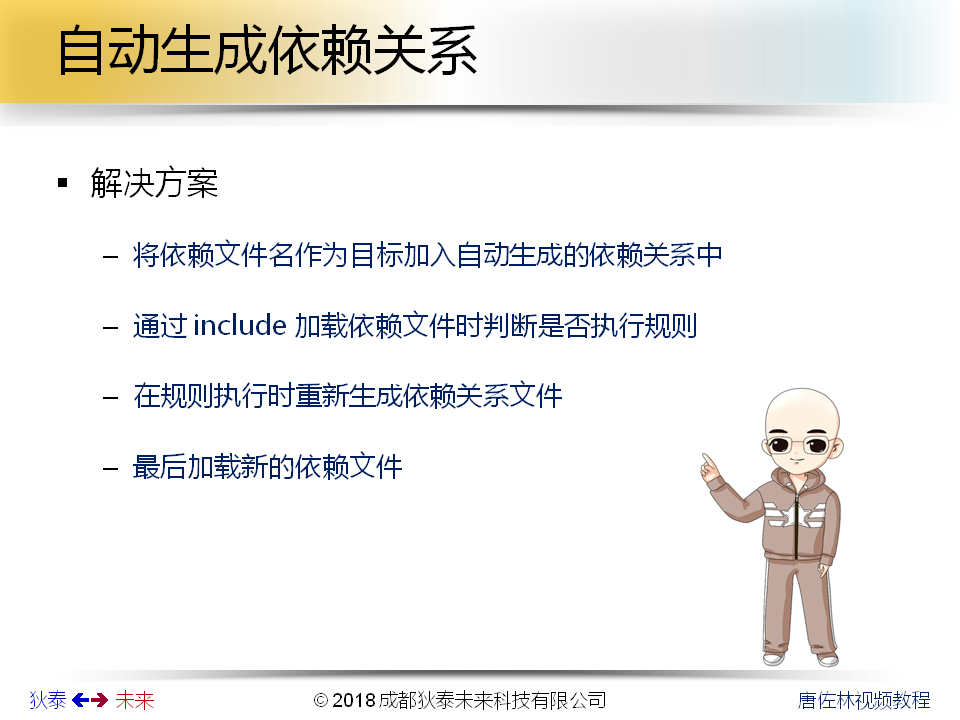 自动生成依赖关系
▪ 解决方案
– 将依赖文件名作为目标加入自动生成的依赖关系中
– 通过 include 加载依赖文件时判断是否执行规则
– 在规则执行时重新生成依赖关系文件
– 最后加载新的依赖文件
狄泰 未来
© 2018 成都狄泰未来科技有限公司
唐佐林视频教程